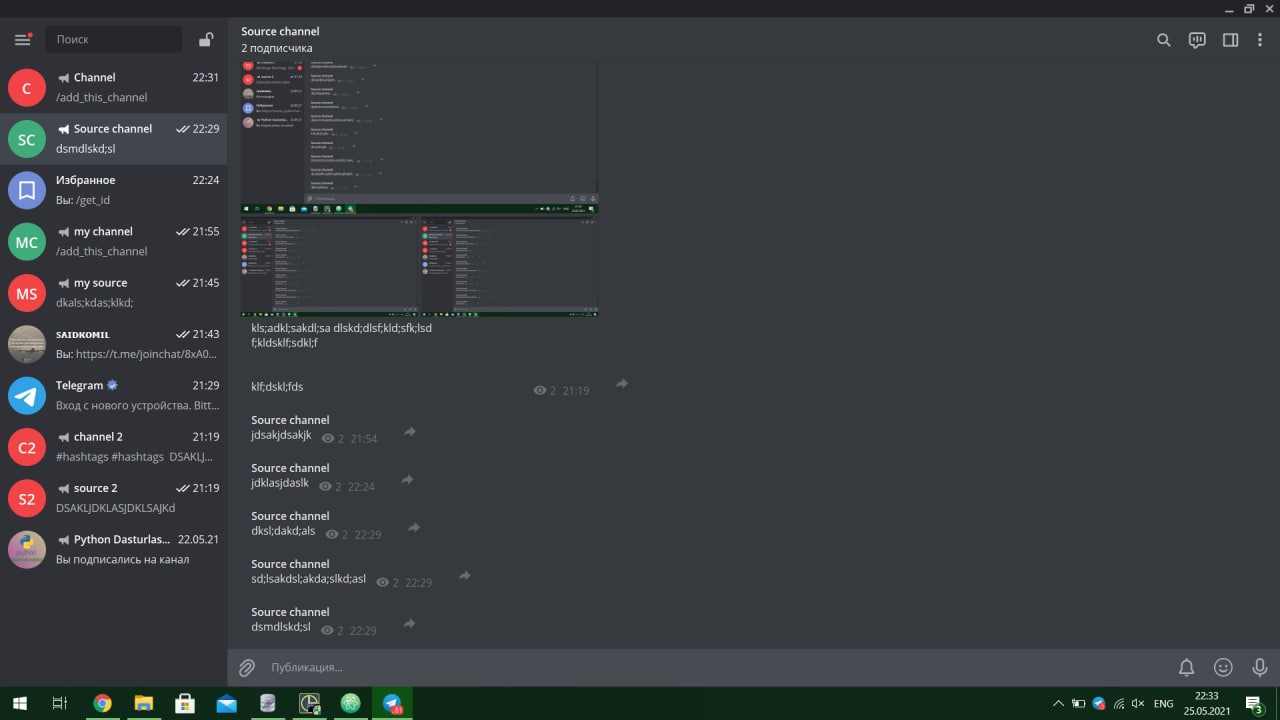 Поиск
Channel
22:31
/add_this_channel
Source channel
22:29
dsmdlskd;sl
Избранное
22:24
Вы: /get_id
my channel
21:55
/add_this_channel
my source
21:45
dkals;kdas;klkd;
SAIDKOMIL
21:43
Вы: https://t.me/joinchat/8xA0...
Telegram
21:29
Вход с нового устройства. Bitt...
channel 2
21:19
#hashtags #hashtags DSAKLJ...
source 2
21:19
DSAKLJDKLASJDKLSAJKd
Python Dasturlas...
22.05.21
Вы подписались на канал
C
SC
MC
MS
C2
S2
python
Source channel
2 подписчика
kls;adkl;sakdl;sa dlskd;dlsf;kld;sfk;lsd
f;kldsklf;sdkl;f
klf;dskl;fds
2 21:19
Source channel
jdsakjdsakjk 2 21:54
Source channel
jdklasjdaslk 2 22:24
Source channel
dksl;dakd;als 2 22:29
Source channel
sd;lsakdsl;akda;slkd;asl 2 22:29
Source channel
dsmdlskd;sl 2 22:29
Публикация...
ENG
22:33
25.05.2021
3